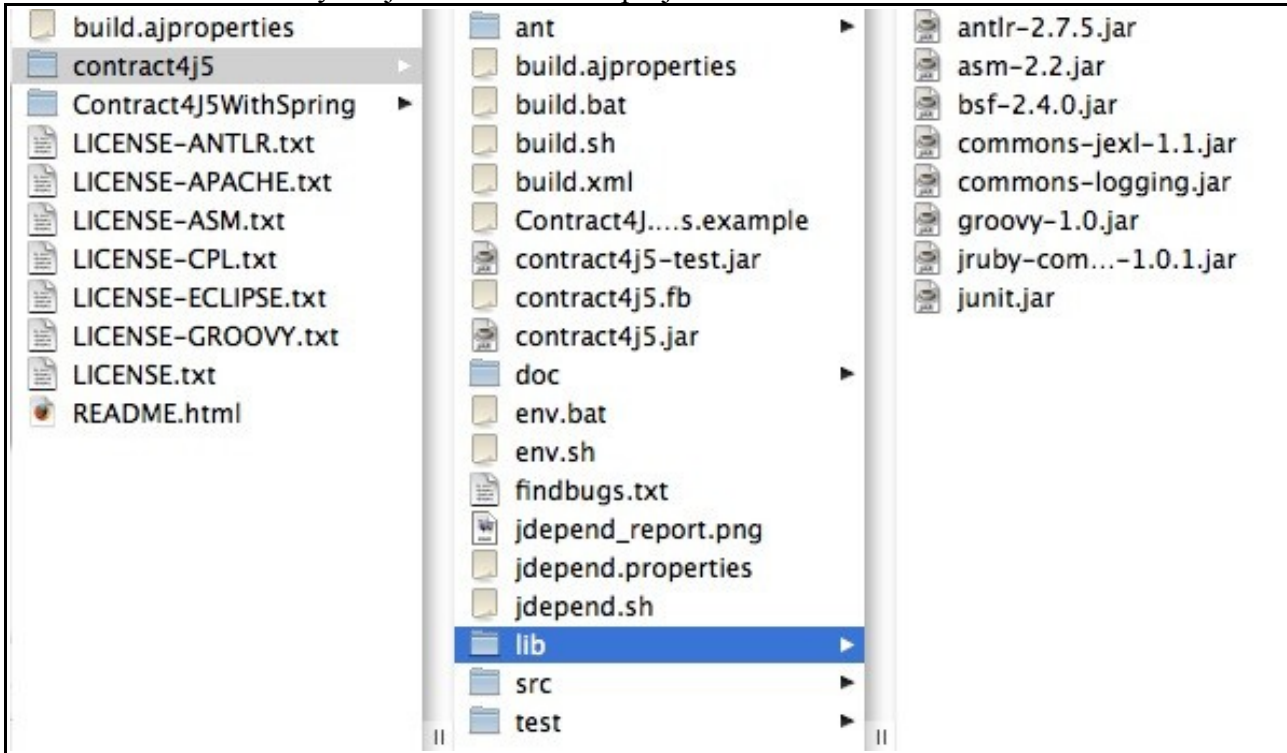 build.ajproperties
contract4j5
Contract4J5WithSpring
LICENSE-ANTLR.txt
LICENSE-APACHE.txt
LICENSE-ASM.txt
LICENSE-CPL.txt
LICENSE-ECLIPSE.txt
LICENSE-GROOVY.txt
LICENSE.txt
README.html
ant
build.ajproperties
build.bat
build.sh
build.xml
Contract4J....s.example
contract4j5-test.jar
contract4j5.fb
contract4j5.jar
doc
env.bat
env.sh
findbugs.txt
jdepend_report.png
jdepend.properties
jdepend.sh
lib
src
test
antlr-2.7.5.jar
asm-2.2.jar
bsf-2.4.0.jar
commons-jexl-1.1.jar
commons-logging.jar
groovy-1.0.jar
jruby-com...-1.0.1.jar
junit.jar